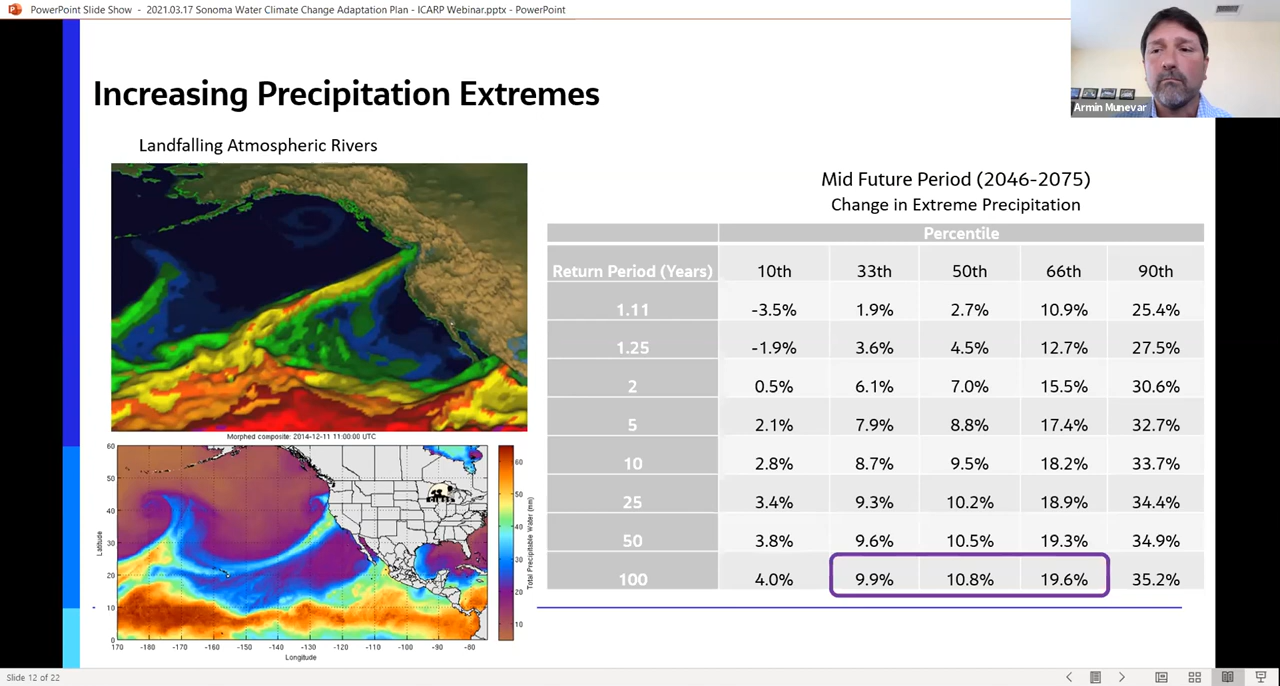 PowerPoint Slide Show - 2021.03.17 Sonoma Water Climate Change Adaptation Plan - ICARP Webinar.pptx - PowerPoint
Armin Munevar
Increasing Precipitation Extremes
Landfalling Atmospheric Rivers
Morphed composite: 2014-12-11 11:00:00 UTC
60
50
40
30
20
10
0
Latitude
170 -180 -170 -160 -150 -140 -130 -120 -110 -100 -90 -80
Longitude
60
50
40
30
20
10
Total Precipitable Water (mm)
Mid Future Period (2046-2075)
Change in Extreme Precipitation
Percentile
Return Period (Years) 10th 33th 50th 66th 90th
1.11 -3.5% 1.9% 2.7% 10.9% 25.4%
1.25 -1.9% 3.6% 4.5% 12.7% 27.5%
2 0.5% 6.1% 7.0% 15.5% 30.6%
5 2.1% 7.9% 8.8% 17.4% 32.7%
10 2.8% 8.7% 9.5% 18.2% 33.7%
25 3.4% 9.3% 10.2% 18.9% 34.4%
50 3.8% 9.6% 10.5% 19.3% 34.9%
100 4.0% 9.9% 10.8% 19.6% 35.2%
Slide 12 of 22